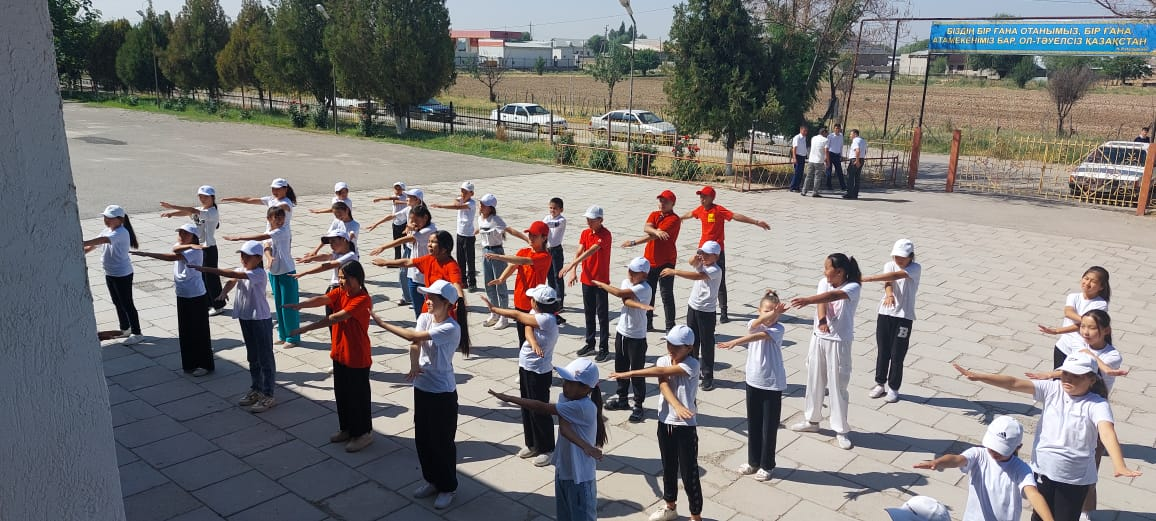 БІЗДІҢ БІР ҒАНА ОТАНЫМЫЗ, БІР ҒАНА
АТАМЕКЕНІМІЗ БАР, ОЛ-ТӘУЕЛСІЗ ҚАЗАҚСТАН
B